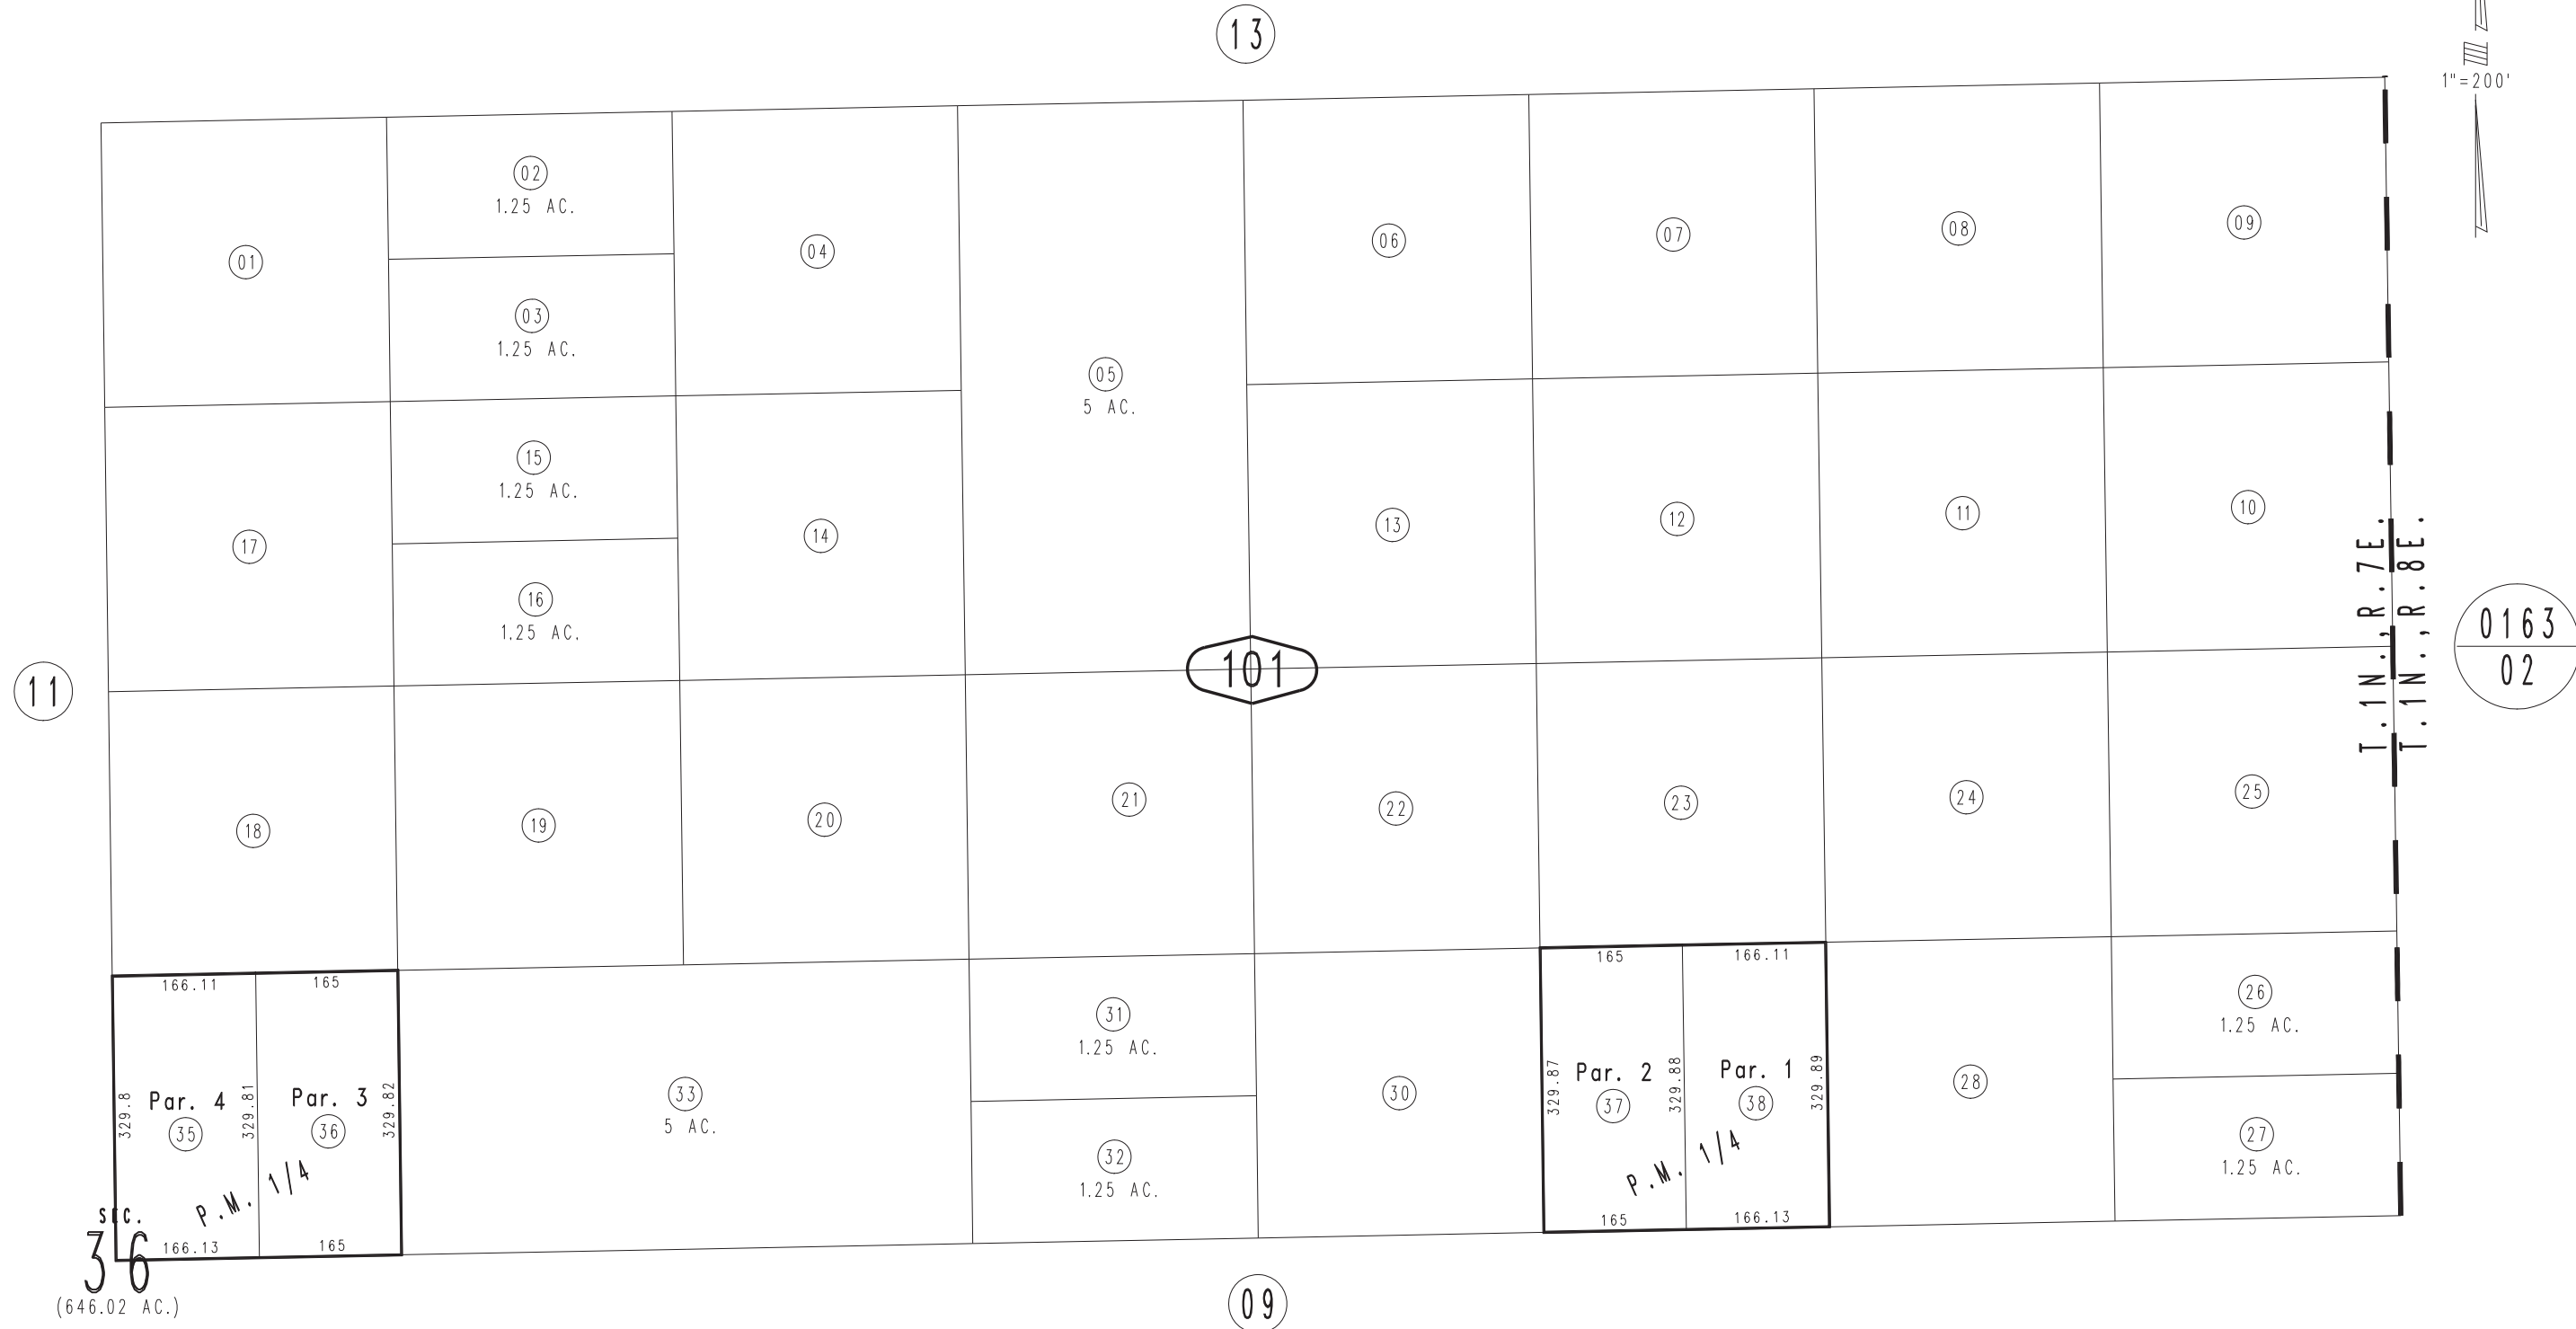 13
1"=200'
01
02
1.25 AC.
03
1.25 AC.
04
05
5 AC.
06
07
08
09
17
15
1.25 AC.
16
1.25 AC.
14
13
12
11
10
T.1N.,R.7E.
T.1N.,R.8E.
0163
02
11
101
18
19
20
21
22
23
24
25
166.11
165
329.8
Par. 4
35
329.81
Par. 3
36
329.82
P.M. 1/4
166.13
165
33
5 AC.
31
1.25 AC.
32
1.25 AC.
30
165
166.11
329.87
Par. 2
37
329.88
Par. 1
38
329.89
P.M. 1/4
165
166.13
28
26
1.25 AC.
27
1.25 AC.
sec.
36
(646.02 AC.)
09